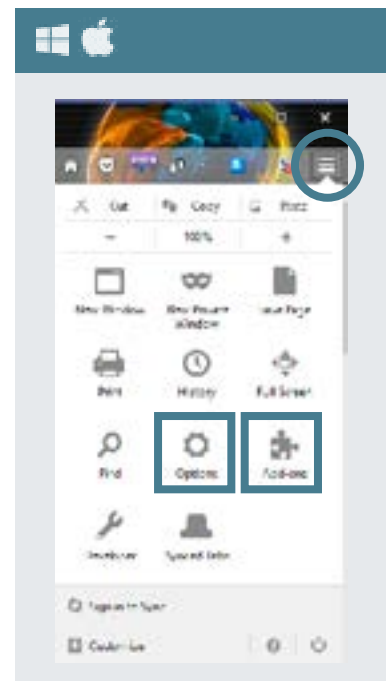 Cut Copy Paste
− 100% +
New Window New Private Save Page
Window
Print History Full Screen
Find Options Add-ons
Developer Synced Tabs
Sign in to Sync
Customize